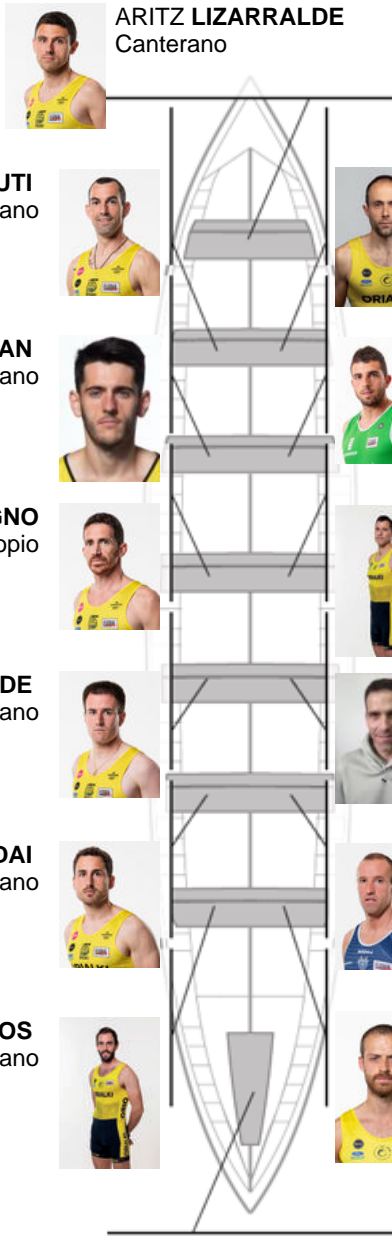 ARITZ LIZARRALDE
Canterano
UTI
ano
AN
ano
GNO
opio
DE
ano
DAI
ano
OS
ano